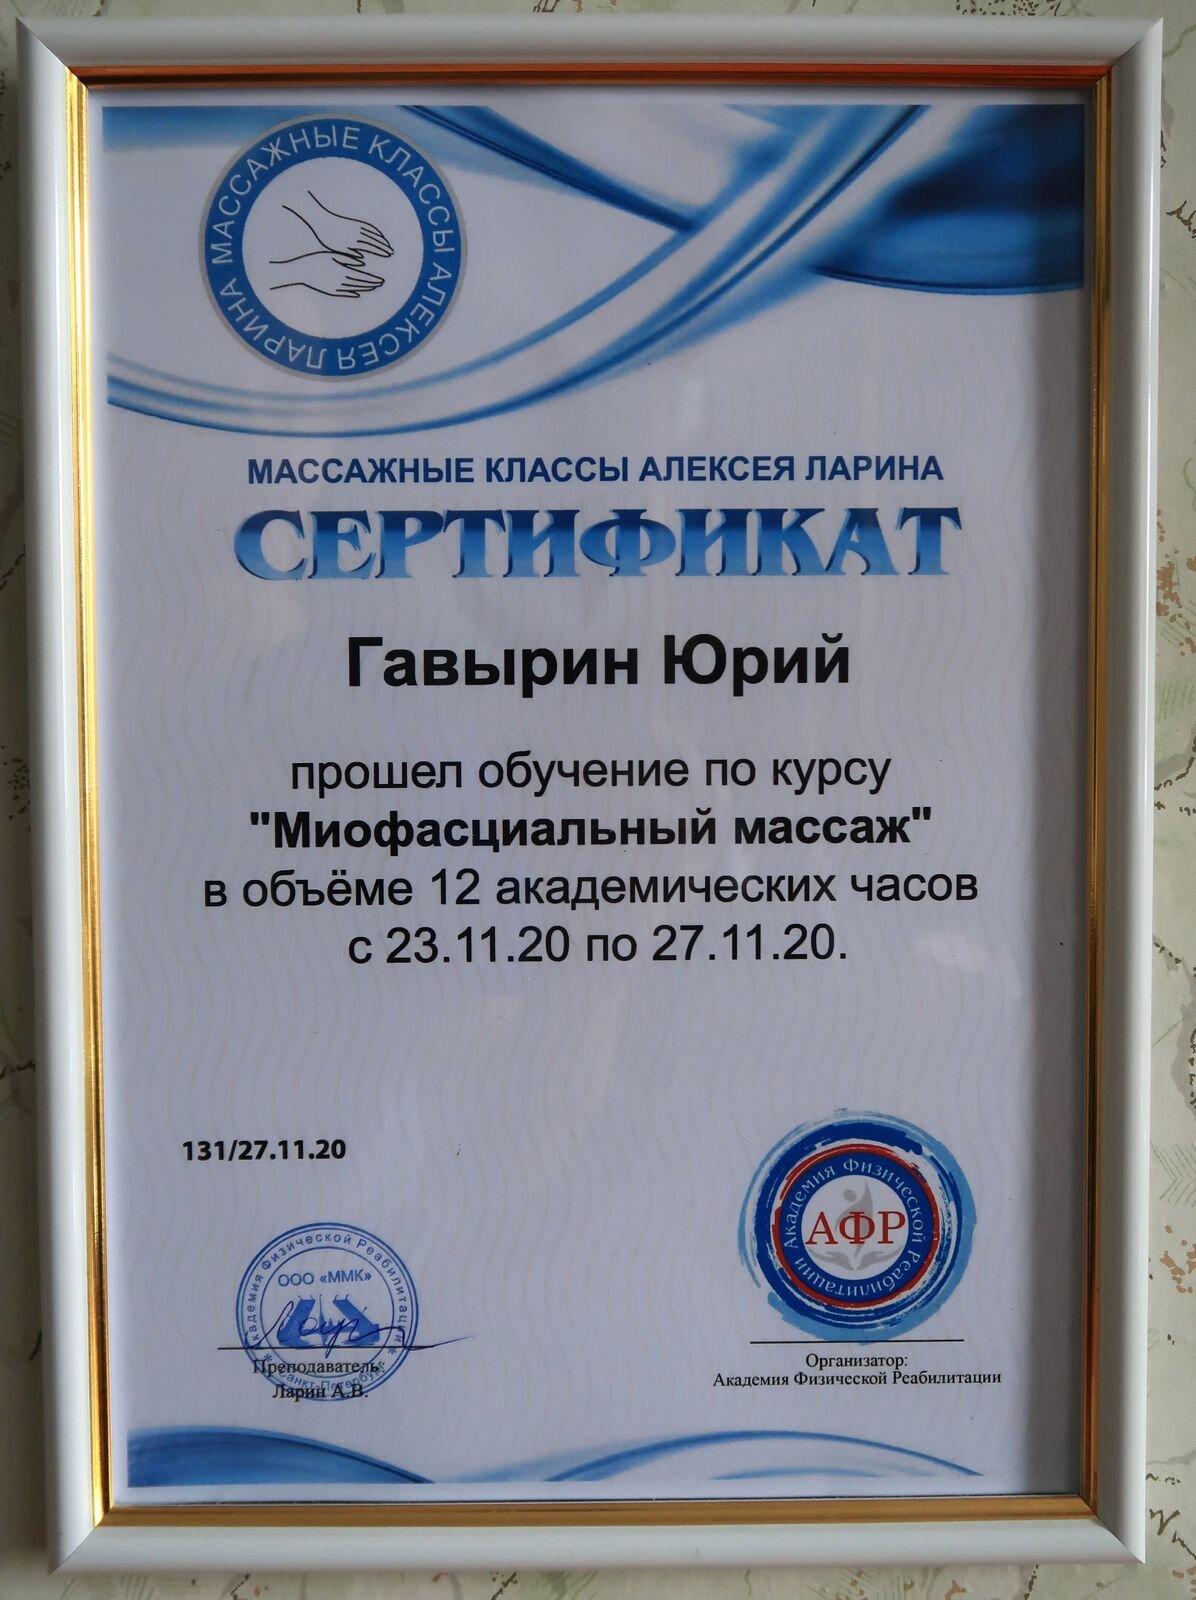 МАССАЖНЫЕ КЛАССЫ АЛЕКСЕЯ ЛАРИНА
МАССАЖНЫЕ КЛАССЫ АЛЕКСЕЯ ЛАРИНА
СЕРТИФИКАТ
Гавырин Юрий
прошел обучение по курсу
"Миофасциальный массаж"
в объёме 12 академических часов
с 23.11.20 по 27.11.20.
131/27.11.20
Академия Физической Реабилитации
ООО «ММК»
Санкт-Петербург
Преподаватель:
Ларин А.В.
Академия Физической Реабилитации
АФР
Организатор:
Академия Физической Реабилитации